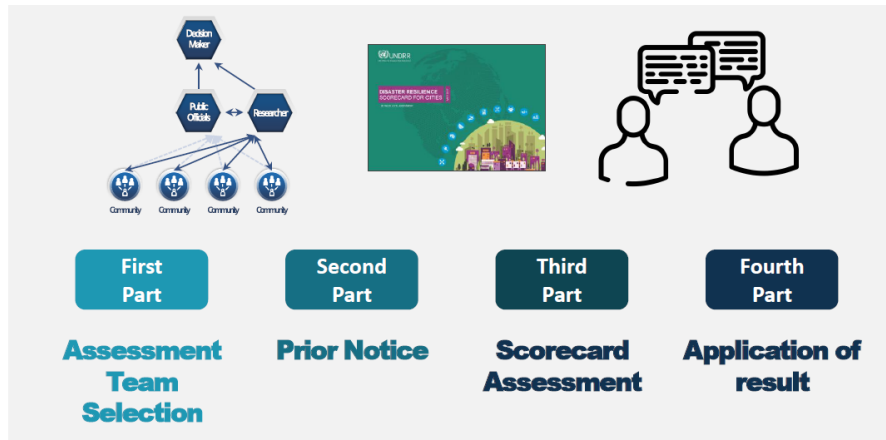 Decision
Maker
Public
Officials
Researcher
Community
Community
Community
Community
UNDRR
DISASTER RESILIENCE
SCORECARD FOR CITIES
First
Part
Second
Part
Third
Part
Fourth
Part
Assessment
Team
Selection
Prior Notice
Scorecard
Assessment
Application of
result